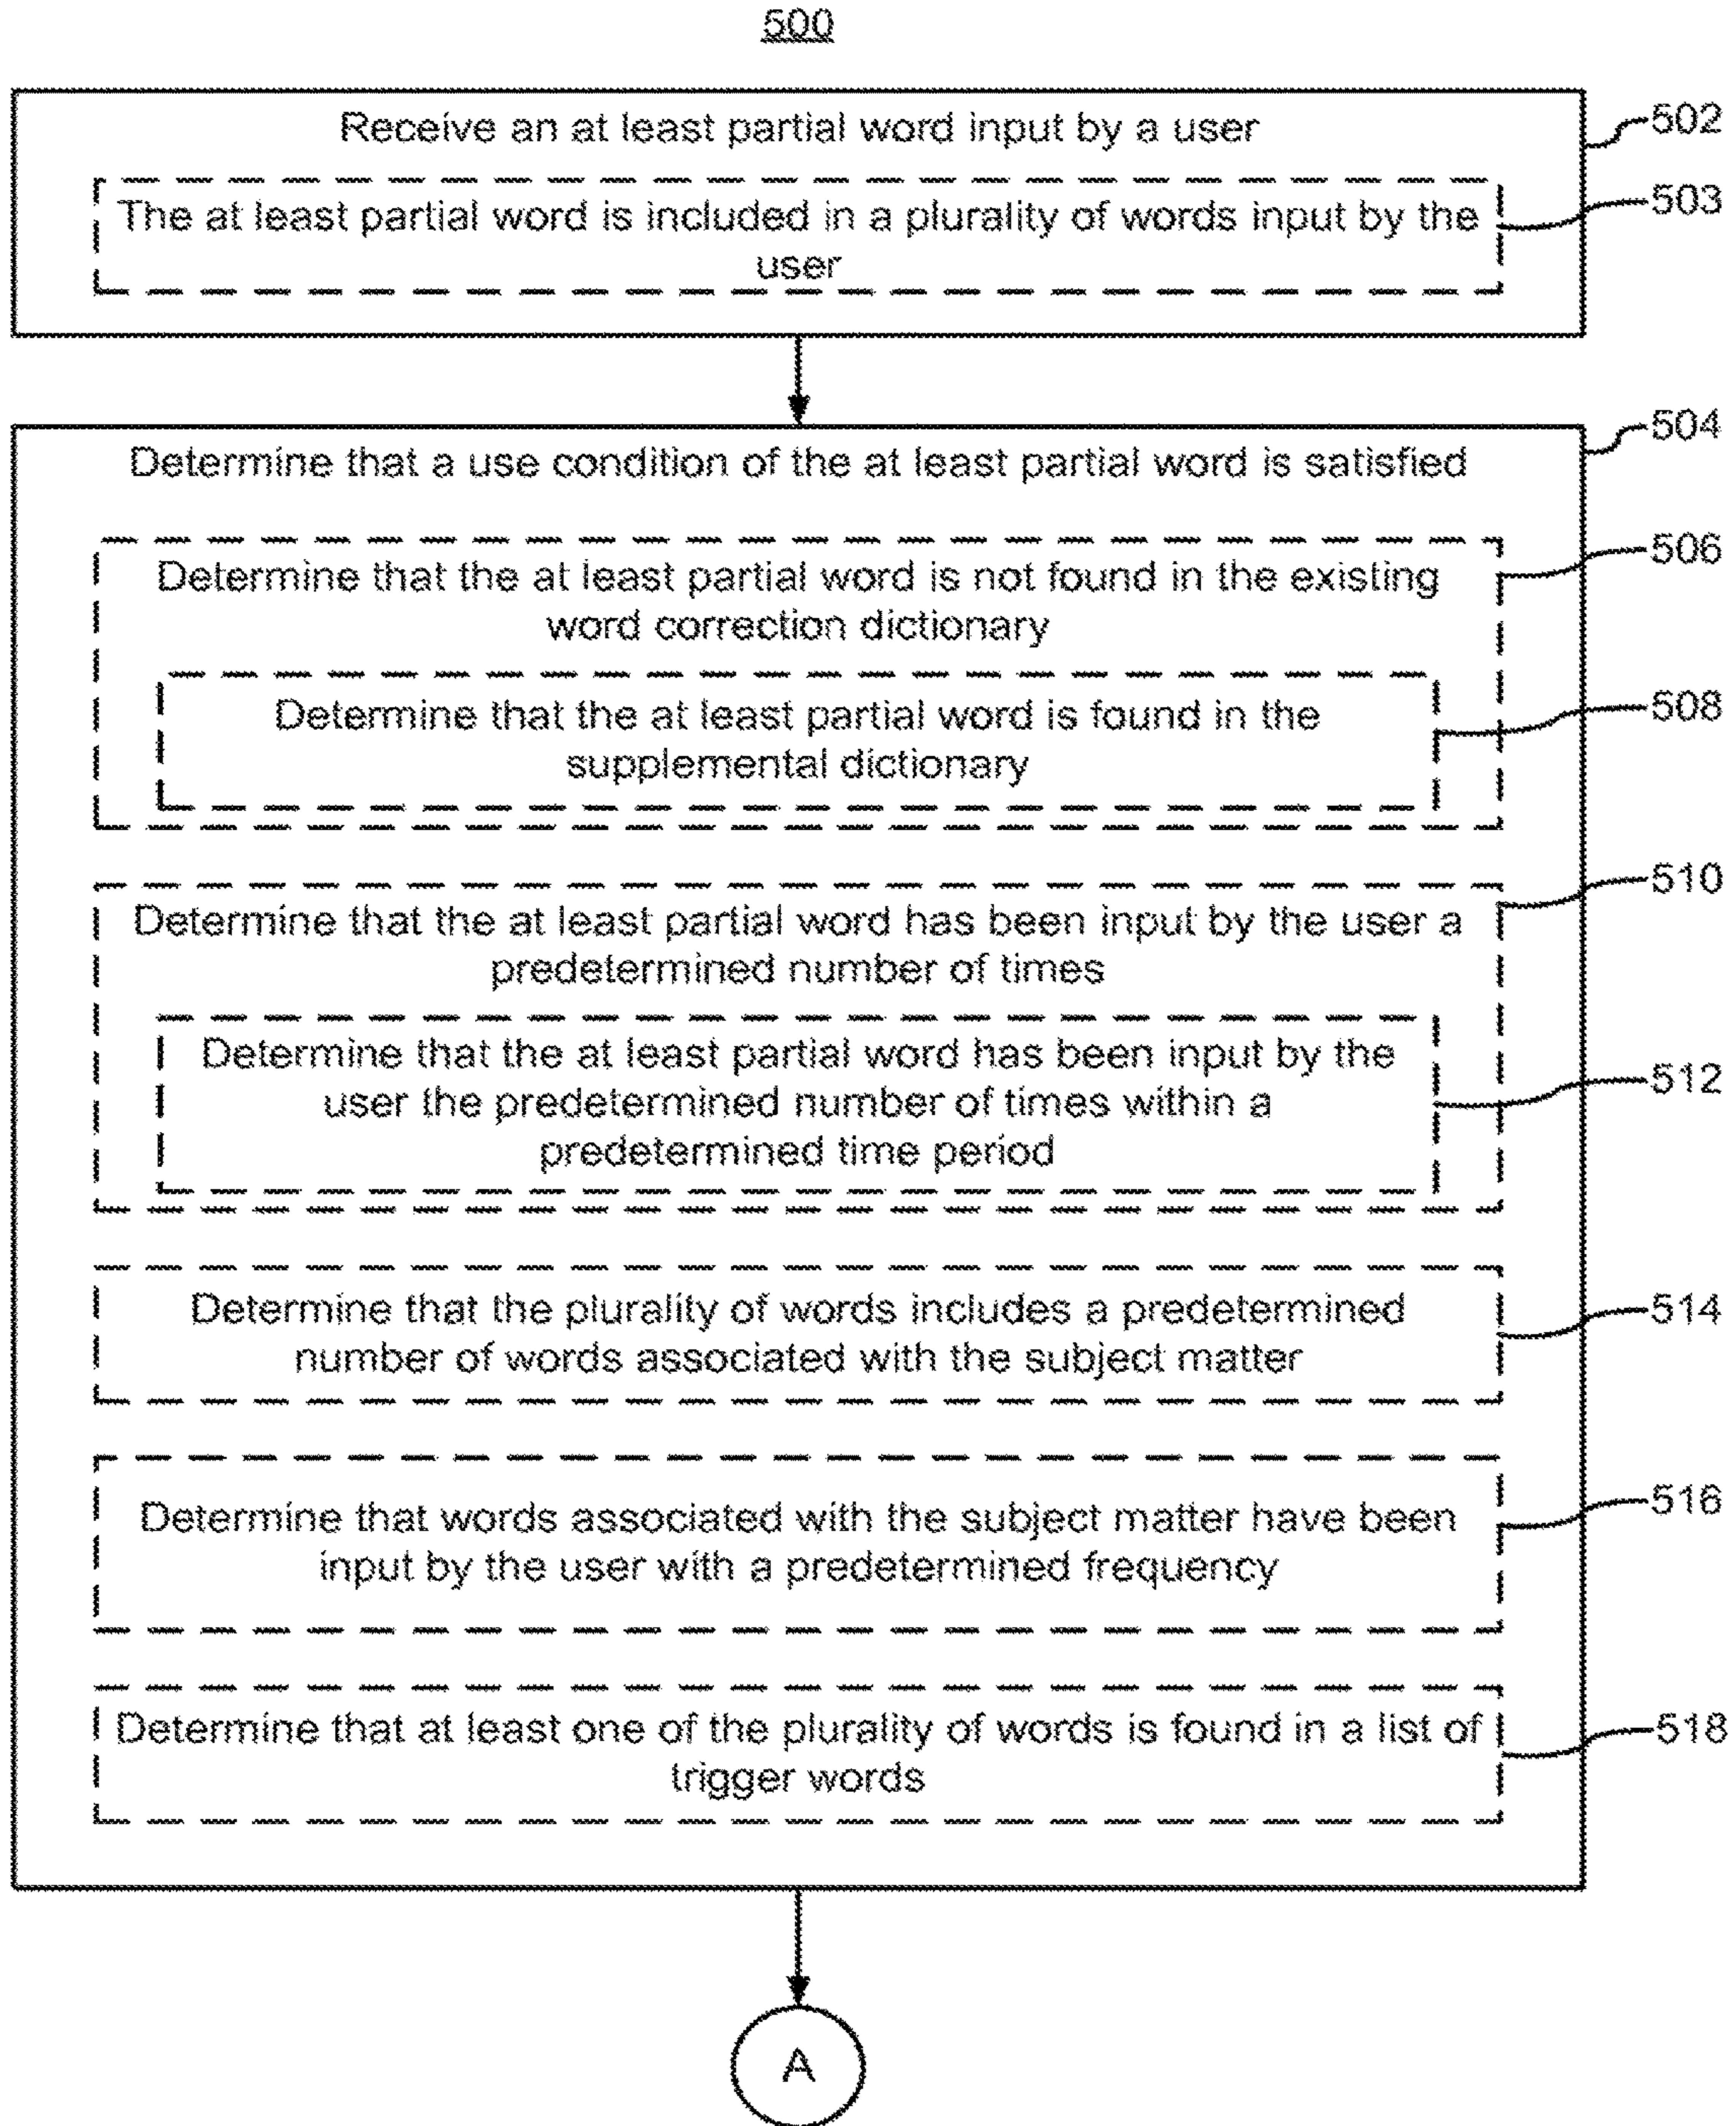 500
Receive an at least partial word input by a user
502
The at least partial word is included in a plurality of words input by the
user
503
Determine that a use condition of the at least partial word is satisfied
504
Determine that the at least partial word is not found in the existing
word correction dictionary
506
Determine that the at least partial word is found in the
supplemental dictionary
508
Determine that the at least partial word has been input by the user a
predetermined number of times
510
Determine that the at least partial word has been input by the
user the predetermined number of times within a
predetermined time period
512
Determine that the plurality of words includes a predetermined
number of words associated with the subject matter
514
Determine that words associated with the subject matter have been
input by the user with a predetermined frequency
516
Determine that at least one of the plurality of words is found in a list of
trigger words
518
A